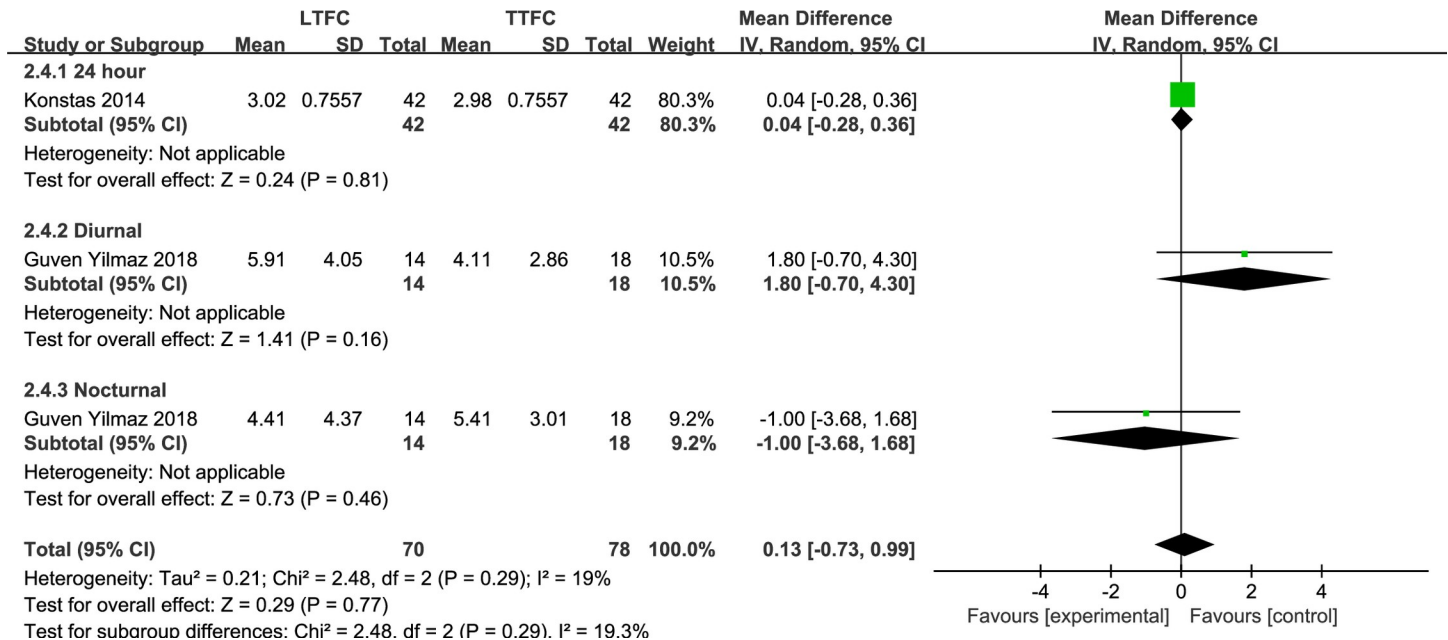 LTFC TTFC Mean Difference Mean Difference
Study or Subgroup Mean SD Total Mean SD Total Weight IV, Random, 95% CI IV, Random, 95% CI
2.4.1 24 hour
Konstas 2014 3.02 0.7557 42 2.98 0.7557 42 80.3% 0.04 [-0.28, 0.36]
Subtotal (95% CI) 42 42 80.3% 0.04 [-0.28, 0.36]
Heterogeneity: Not applicable
Test for overall effect: Z = 0.24 (P = 0.81)
2.4.2 Diurnal
Guven Yilmaz 2018 5.91 4.05 14 4.11 2.86 18 10.5% 1.80 [-0.70, 4.30]
Subtotal (95% CI) 14 18 10.5% 1.80 [-0.70, 4.30]
Heterogeneity: Not applicable
Test for overall effect: Z = 1.41 (P = 0.16)
2.4.3 Nocturnal
Guven Yilmaz 2018 4.41 4.37 14 5.41 3.01 18 9.2% -1.00 [-3.68, 1.68]
Subtotal (95% CI) 14 18 9.2% -1.00 [-3.68, 1.68]
Heterogeneity: Not applicable
Test for overall effect: Z = 0.73 (P = 0.46)
Total (95% CI) 70 78 100.0% 0.13 [-0.73, 0.99]
Heterogeneity: Tau² = 0.21; Chi² = 2.48, df = 2 (P = 0.29); I² = 19%
Test for overall effect: Z = 0.29 (P = 0.77)
Test for subgroup differences: Chi² = 2.48, df = 2 (P = 0.29), I² = 19.3%
-4 -2 0 2 4
Favours [experimental] Favours [control]